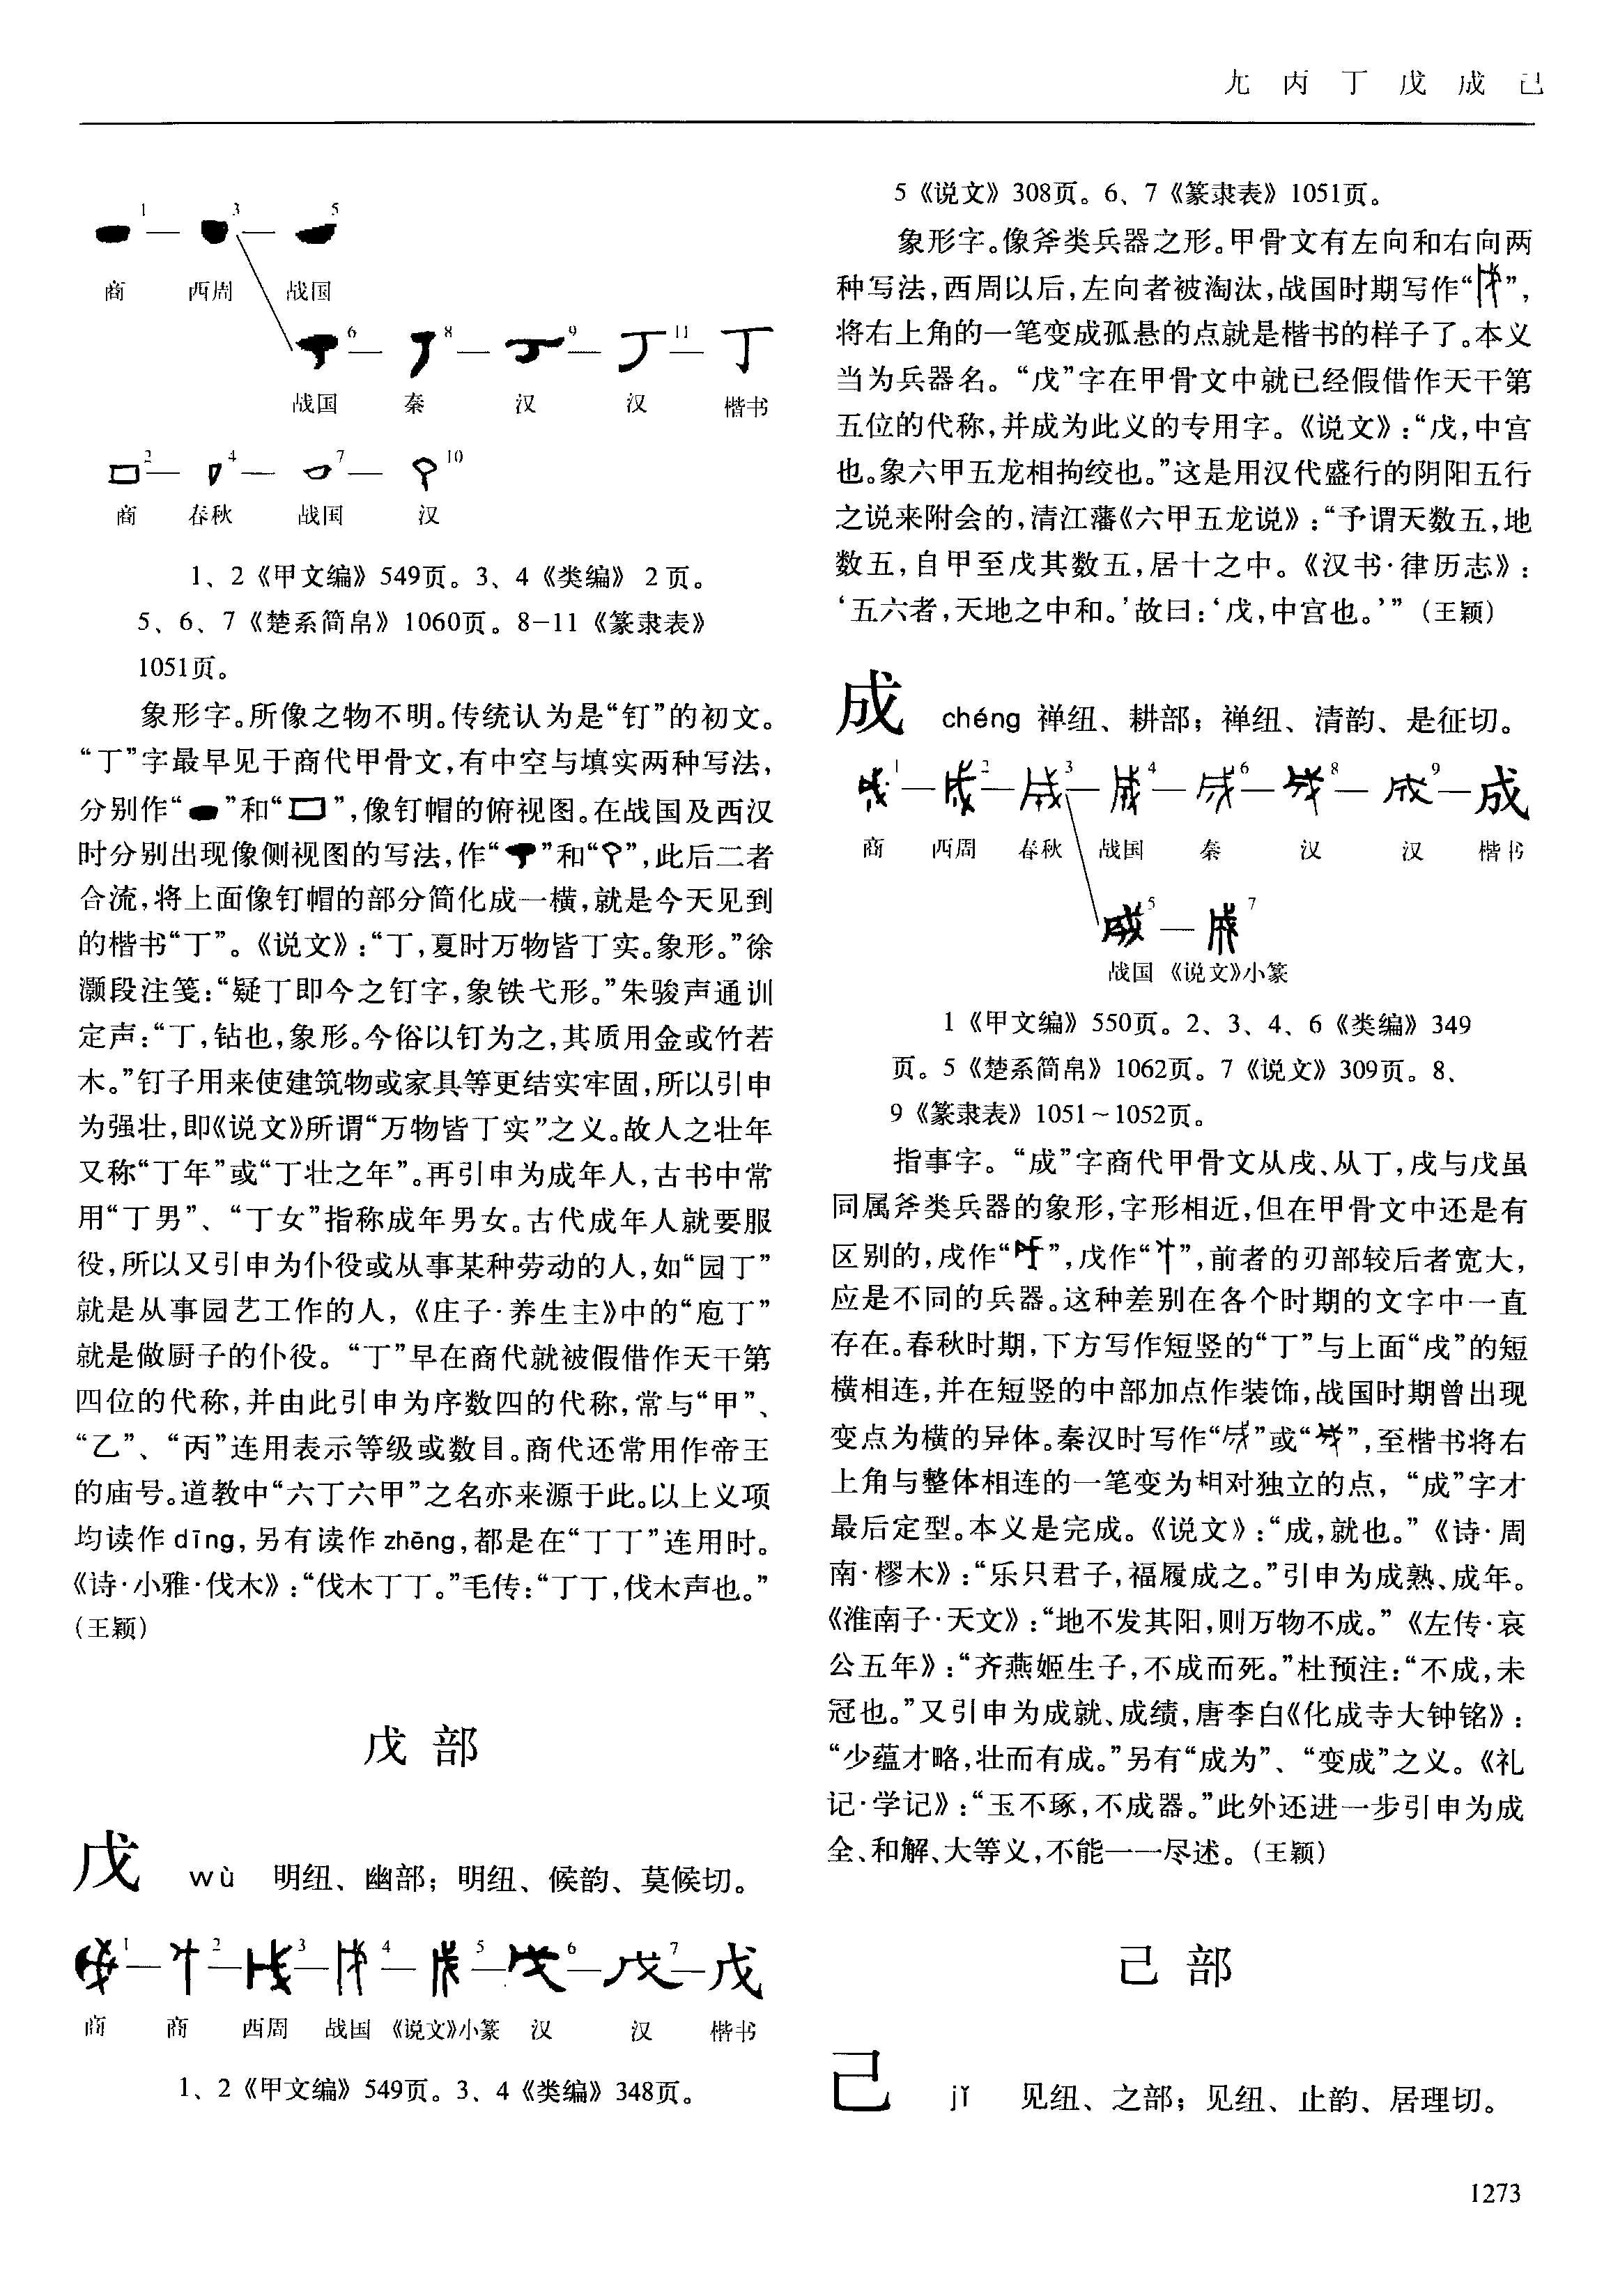 尢 丙 丁 戊 成 己
1 3 5
商 西周 战国
6 8 9 11 丁
战国 秦 汉 汉 楷书
2 4 7 10
商 春秋 战国 汉
1、2《甲文编》549页。3、4《类编》2页。
5、6、7《楚系简帛》1060页。8-11《篆隶表》
1051页。
象形字。所像之物不明。传统认为是“钉”的初文。
“丁”字最早见于商代甲骨文,有中空与填实两种写法,
分别作“”和“”,像钉帽的俯视图。在战国及西汉
时分别出现像侧视图的写法,作“”和“”,此后二者
合流,将上面像钉帽的部分简化成一横,就是今天见到
的楷书“丁”。《说文》:“丁,夏时万物皆丁实。象形。”徐
灏段注笺:“疑丁即今之钉字,象铁弋形。”朱骏声通训
定声:“丁,钻也,象形。今俗以钉为之,其质用金或竹若
木。”钉子用来使建筑物或家具等更结实牢固,所以引申
为强壮,即《说文》所谓“万物皆丁实”之义。故人之壮年
又称“丁年”或“丁壮之年”。再引申为成年人,古书中常
用“丁男”、“丁女”指称成年男女。古代成年人就要服
役,所以又引申为仆役或从事某种劳动的人,如“园丁”
就是从事园艺工作的人,《庄子·养生主》中的“庖丁”
就是做厨子的仆役。“丁”早在商代就被假借作天干第
四位的代称,并由此引申为序数四的代称,常与“甲”、
“乙”、“丙”连用表示等级或数目。商代还常用作帝王
的庙号。道教中“六丁六甲”之名亦来源于此。以上义项
均读作 dīng,另有读作 zhēng,都是在“丁丁”连用时。
《诗·小雅·伐木》:“伐木丁丁。”毛传:“丁丁,伐木声也。”
(王颖)
戊 部
戊 wù 明纽、幽部；明纽、候韵、莫候切。
1 2 3 4 5 6 7 戊
商 商 西周 战国 《说文》小篆 汉 汉 楷书
1、2《甲文编》549页。3、4《类编》348页。
5《说文》308页。6、7《篆隶表》1051页。
象形字。像斧类兵器之形。甲骨文有左向和右向两
种写法,西周以后,左向者被淘汰,战国时期写作“”,
将右上角的一笔变成孤悬的点就是楷书的样子了。本义
当为兵器名。“戊”字在甲骨文中就已经假借作天干第
五位的代称,并成为此义的专用字。《说文》:“戊,中宫
也。象六甲五龙相拘绞也。”这是用汉代盛行的阴阳五行
之说来附会的,清江藩《六甲五龙说》:“予谓天数五,地
数五,自甲至戊其数五,居十之中。《汉书·律历志》:
‘五六者,天地之中和。’故曰:‘戊,中宫也。’”(王颖)
成 chéng 禅纽、耕部；禅纽、清韵、是征切。
1 2 3 4 6 8 9 成
商 西周 春秋 战国 秦 汉 汉 楷书
5 7
战国 《说文》小篆
1《甲文编》550页。2、3、4、6《类编》349
页。5《楚系简帛》1062页。7《说文》309页。8、
9《篆隶表》1051~1052页。
指事字。“成”字商代甲骨文从戌、从丁,戌与戊虽
同属斧类兵器的象形,字形相近,但在甲骨文中还是有
区别的,戌作“”,戊作“”,前者的刃部较后者宽大,
应是不同的兵器。这种差别在各个时期的文字中一直
存在。春秋时期,下方写作短竖的“丁”与上面“戌”的短
横相连,并在短竖的中部加点作装饰,战国时期曾出现
变点为横的异体。秦汉时写作“”或“”,至楷书将右
上角与整体相连的一笔变为相对独立的点,“成”字才
最后定型。本义是完成。《说文》:“成,就也。”《诗·周
南·樛木》:“乐只君子,福履成之。”引申为成熟、成年。
《淮南子·天文》:“地不发其阳,则万物不成。”《左传·哀
公五年》:“齐燕姬生子,不成而死。”杜预注:“不成,未
冠也。”又引申为成就、成绩,唐李白《化成寺大钟铭》:
“少蕴才略,壮而有成。”另有“成为”、“变成”之义。《礼
记·学记》:“玉不琢,不成器。”此外还进一步引申为成
全、和解、大等义,不能一一尽述。(王颖)
己 部
己 jǐ 见纽、之部；见纽、止韵、居理切。
1273